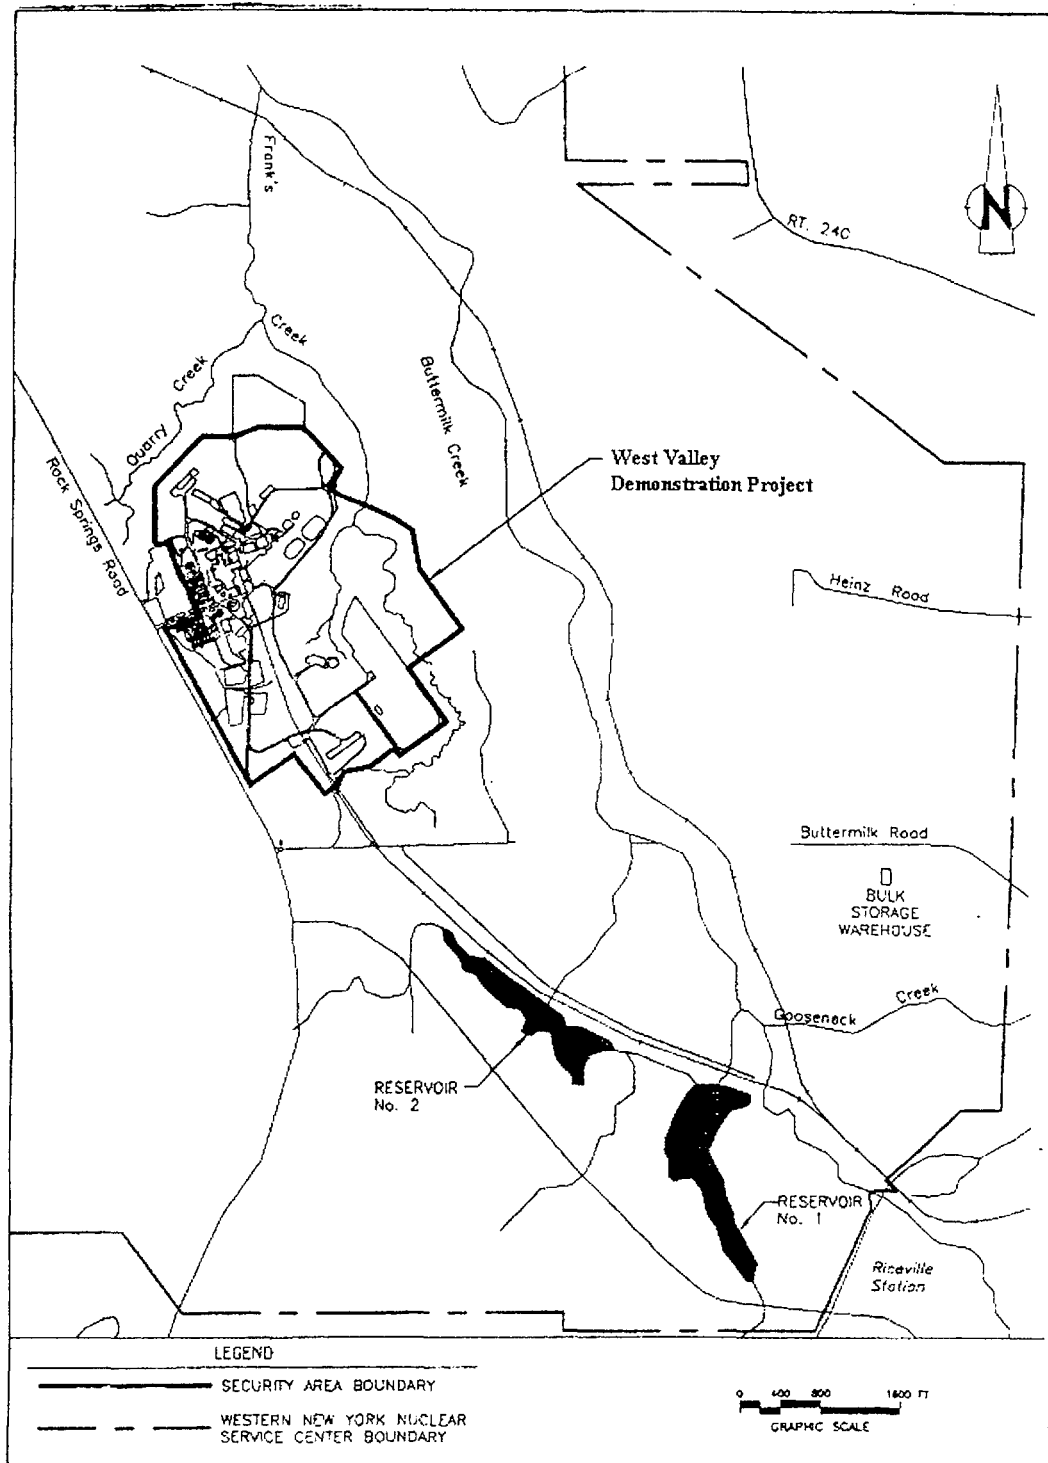 Frank's
Creek
N
RT. 240
Quarry Creek
Buttermilk Creek
Rock Springs Road
West Valley
Demonstration Project
Heinz Road
Buttermilk Road
BULK
STORAGE
WAREHOUSE
Gooseneck Creek
RESERVOIR
No. 2
RESERVOIR
No. 1
Riceville
Station
LEGEND
SECURITY AREA BOUNDARY
WESTERN NEW YORK NUCLEAR
SERVICE CENTER BOUNDARY
0 400 800 1600 FT
GRAPHIC SCALE